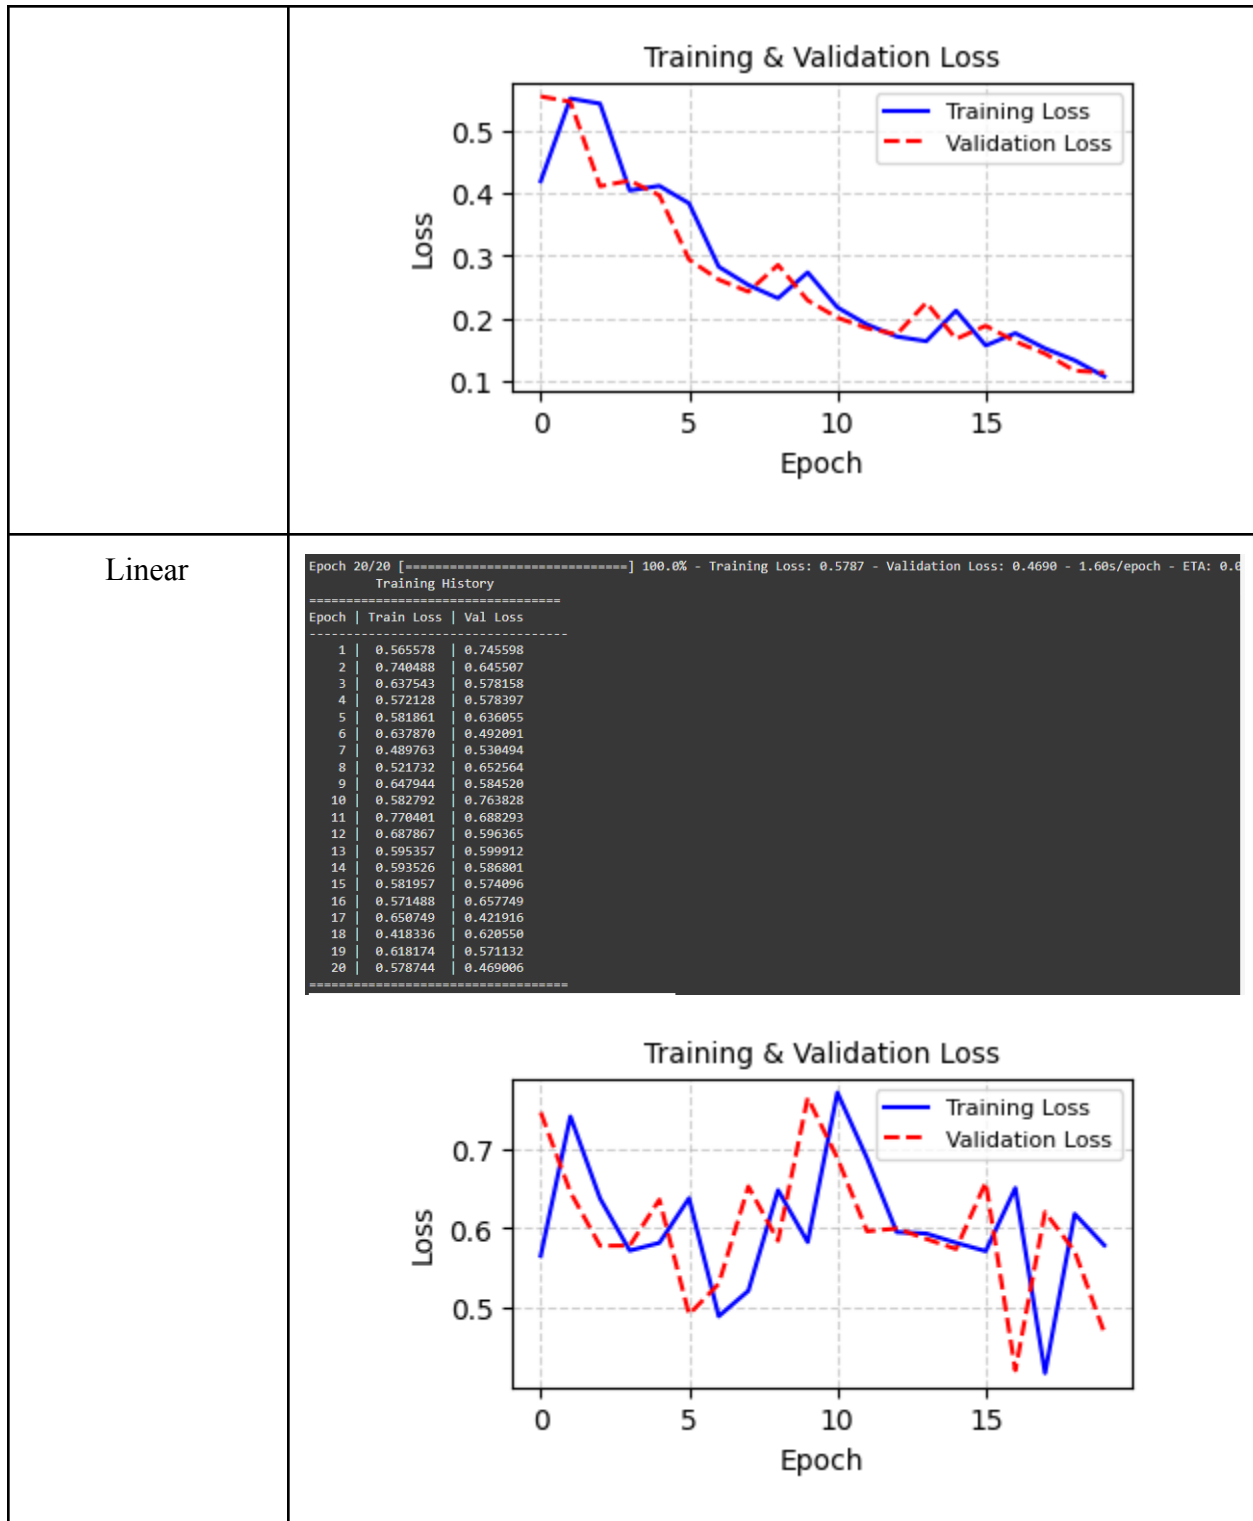 Training & Validation Loss
Training Loss
Validation Loss
0.5
0.4
0.3
0.2
0.1
Loss
0
5
10
15
Epoch
Linear
Epoch 20/20 [==============================] 100.0% - Training Loss: 0.5787 - Validation Loss: 0.4690 - 1.60s/epoch - ETA: 0.0
Training History
==================================
Epoch | Train Loss | Val Loss
-----------------------------------
1 | 0.565578 | 0.745598
2 | 0.740488 | 0.645507
3 | 0.637543 | 0.578158
4 | 0.572128 | 0.578397
5 | 0.581861 | 0.636055
6 | 0.637870 | 0.492091
7 | 0.489763 | 0.530494
8 | 0.521732 | 0.652564
9 | 0.647944 | 0.584520
10 | 0.582792 | 0.763828
11 | 0.770401 | 0.688293
12 | 0.687867 | 0.596365
13 | 0.595357 | 0.599912
14 | 0.593526 | 0.586801
15 | 0.581957 | 0.574096
16 | 0.571488 | 0.657749
17 | 0.650749 | 0.421916
18 | 0.418336 | 0.620550
19 | 0.618174 | 0.571132
20 | 0.578744 | 0.469006
===================================
Training & Validation Loss
Training Loss
Validation Loss
0.7
0.6
0.5
Loss
0
5
10
15
Epoch